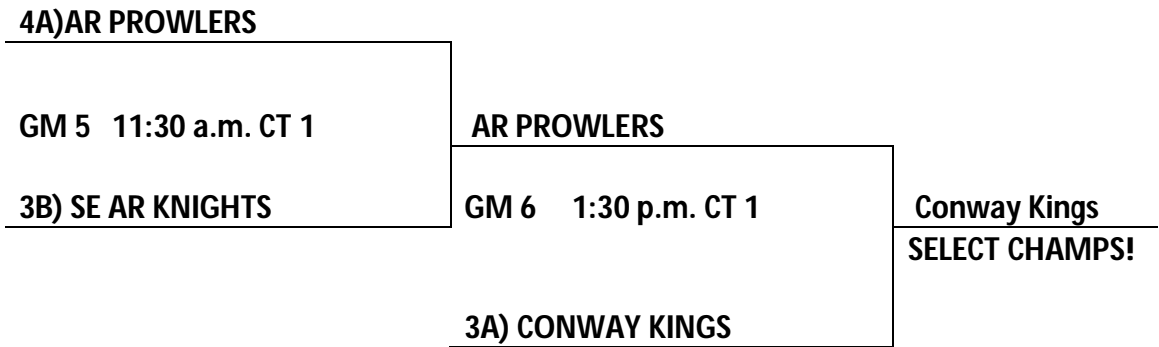 4A)AR PROWLERS
GM 5 11:30 a.m. CT 1
AR PROWLERS
3B) SE AR KNIGHTS
GM 6 1:30 p.m. CT 1
Conway Kings
SELECT CHAMPS!
3A) CONWAY KINGS